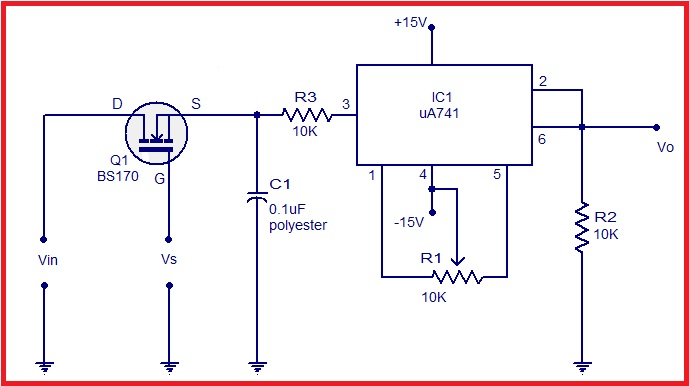 +15V
D
S
R3
10K
3
IC1
uA741
2
6
Vo
Q1
BS170
G
C1
0.1uF
polyester
1
4
5
-15V
R1
10K
R2
10K
Vin
Vs